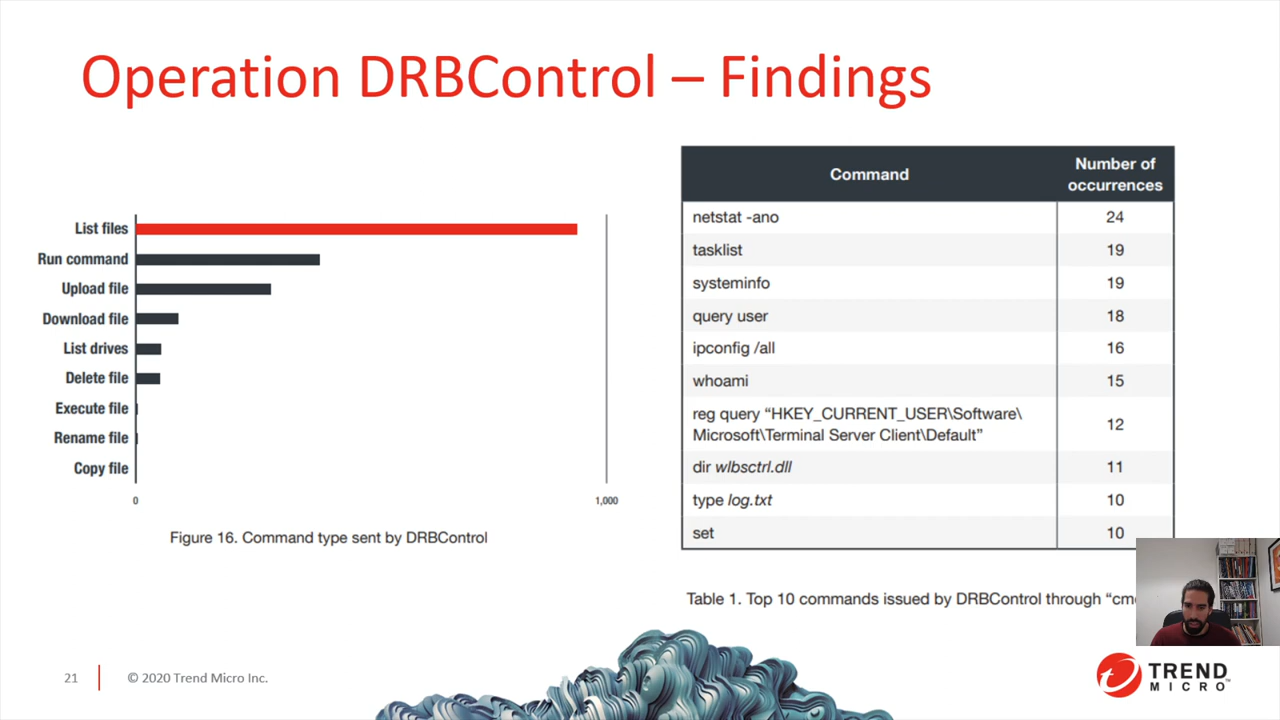 Operation DRBControl – Findings
List files
Run command
Upload file
Download file
List drives
Delete file
Execute file
Rename file
Copy file
0
1,000
Figure 16. Command type sent by DRBControl
Command
Number of
occurrences
netstat -ano 24
tasklist 19
systeminfo 19
query user 18
ipconfig /all 16
whoami 15
reg query “HKEY_CURRENT_USER\Software\
Microsoft\Terminal Server Client\Default” 12
dir wlbsctrl.dll 11
type log.txt 10
set 10
Table 1. Top 10 commands issued by DRBControl through
21
© 2020 Trend Micro Inc.
TREND
MICRO